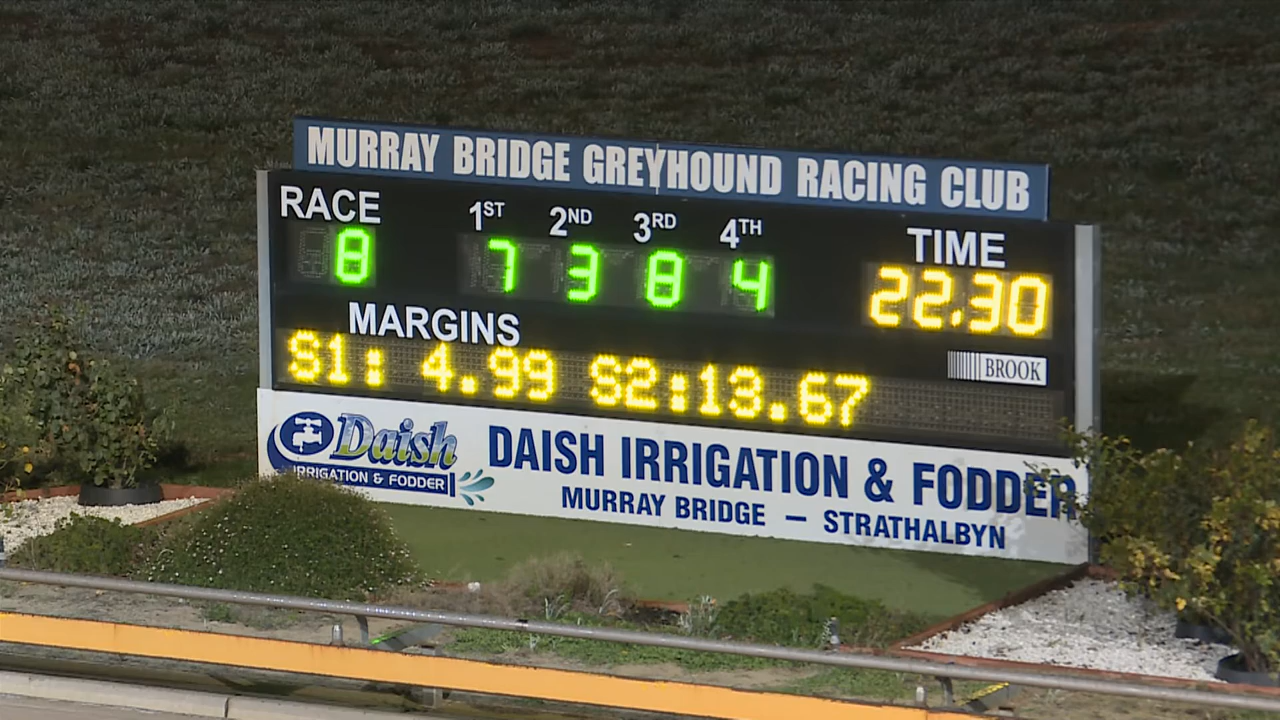 MURRAY BRIDGE GREYHOUND RACING CLUB
RACE 1ST 2ND 3RD 4TH TIME
8 7 3 8 4 22.30
MARGINS
S1: 4.99 S2:13.67
BROOK
Daish
IRRIGATION & FODDER
DAISH IRRIGATION & FODDER
MURRAY BRIDGE – STRATHALBYN